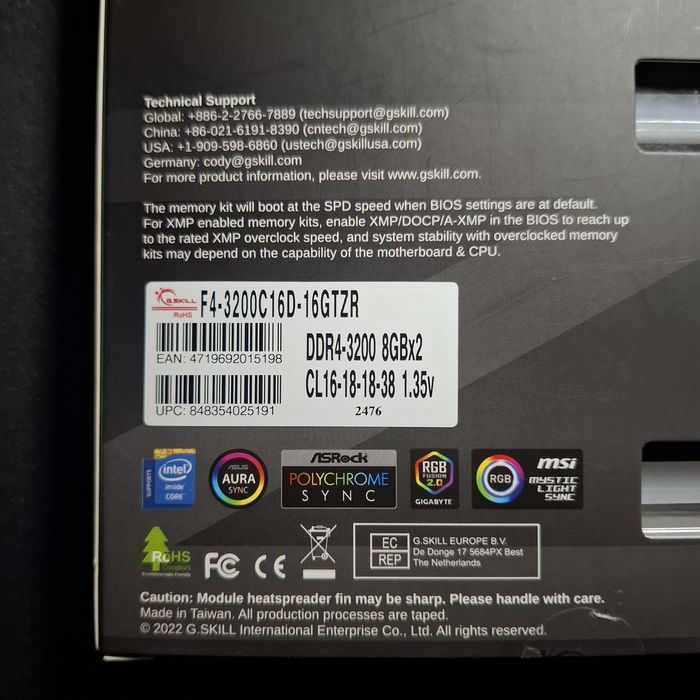 Technical Support
Global: +886-2-2766-7889 (techsupport@gskill.com)
China: +86-021-6191-8390 (cntech@gskill.com)
USA: +1-909-598-6860 (ustech@gskillusa.com)
Germany: cody@gskill.com
For more product information, please visit www.gskill.com.
The memory kit will boot at the SPD speed when BIOS settings are at default.
For XMP enabled memory kits, enable XMP/DOCP/A-XMP in the BIOS to reach up
to the rated XMP overclock speed, and system stability with overclocked memory
kits may depend on the capability of the motherboard & CPU.
G.SKILL
RoHS
F4-3200C16D-16GTZR
EAN: 4719692015198
DDR4-3200 8GBx2
CL16-18-18-38 1.35v
UPC: 848354025191
2476
SUPPORTS
intel
inside
CORE
ASUS
AURA
SYNC
ASRock
POLYCHROME
SYNC
RGB
FUSION
2.0
GIGABYTE
RGB
msi
MYSTIC
LIGHT
SYNC
RoHS
Compliant
Environmentally Friendly
FC
CE
EC
REP
G.SKILL EUROPE B.V.
De Donge 17 5684PX Best
The Netherlands
Caution: Module heatspreader fin may be sharp. Please handle with care.
Made in Taiwan. All production processes are taped.
© 2022 G.SKILL International Enterprise Co., Ltd. All rights reserved.